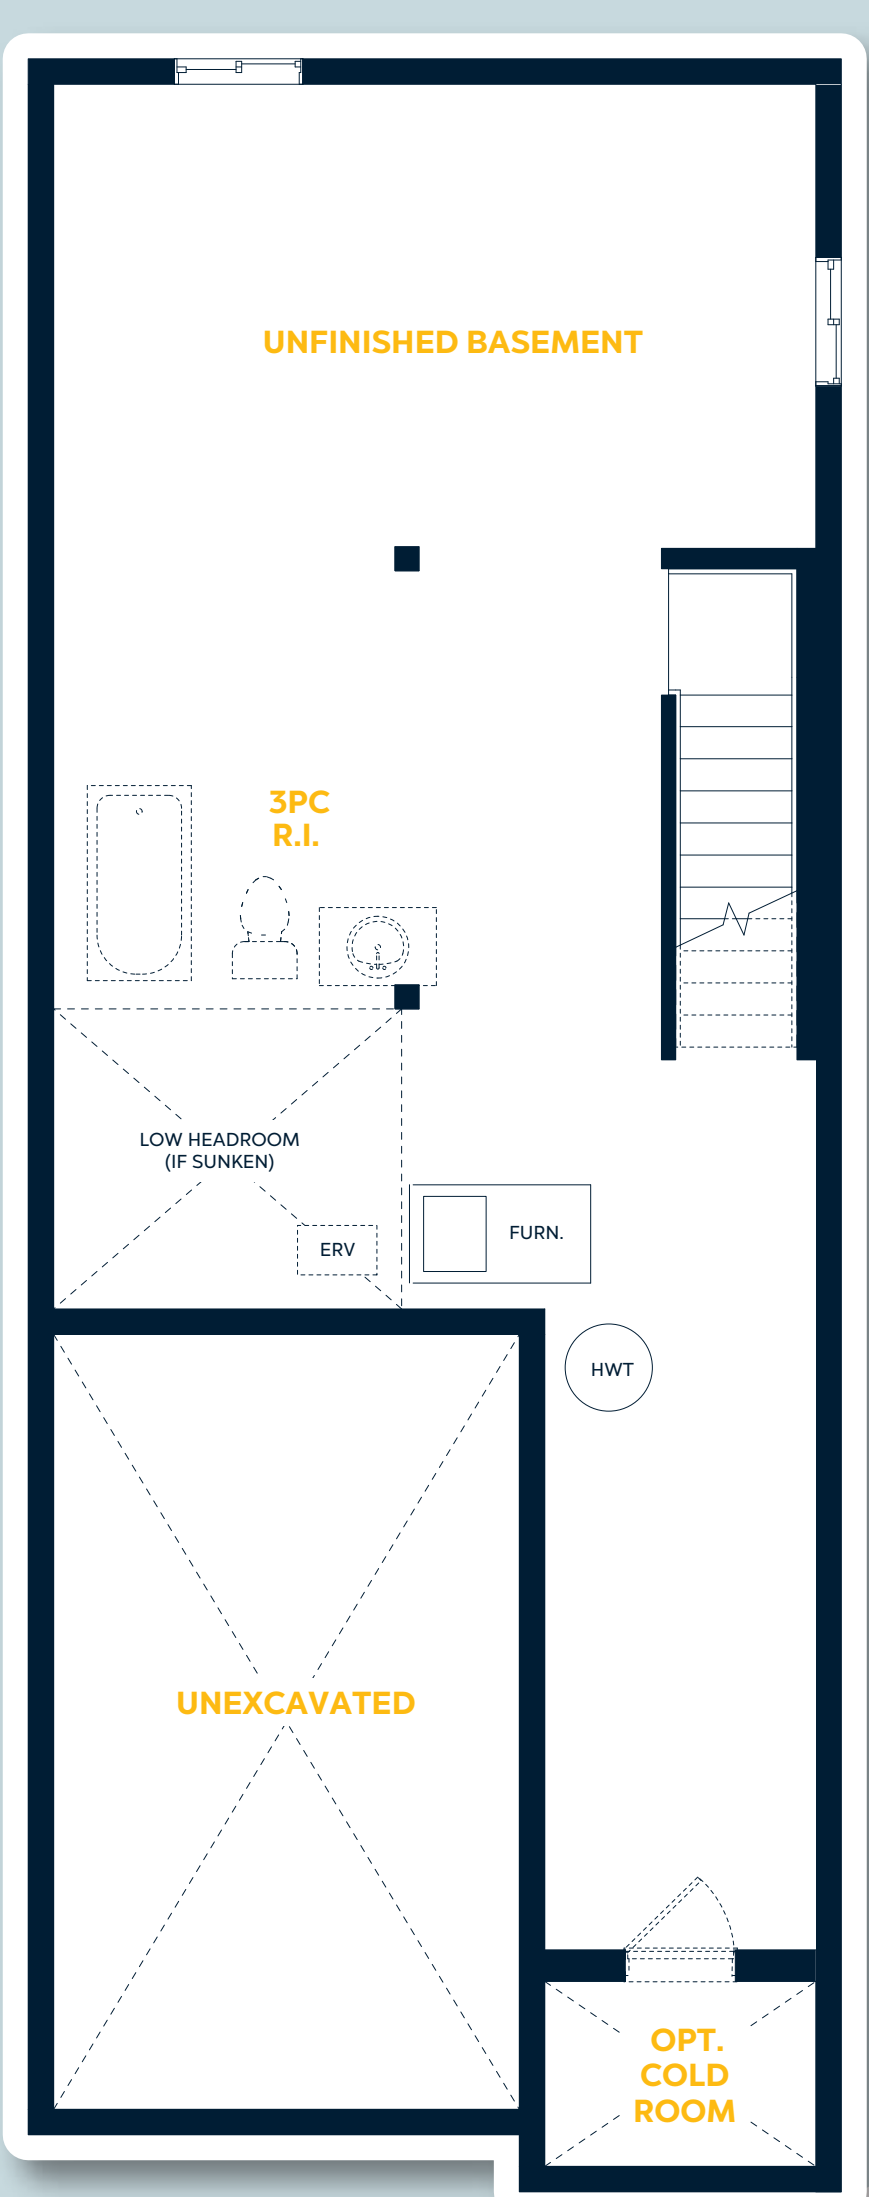 UNFINISHED BASEMENT
3PC
R.I.
LOW HEADROOM
(IF SUNKEN)
ERV
FURN.
HWT
UNEXCAVATED
OPT.
COLD
ROOM